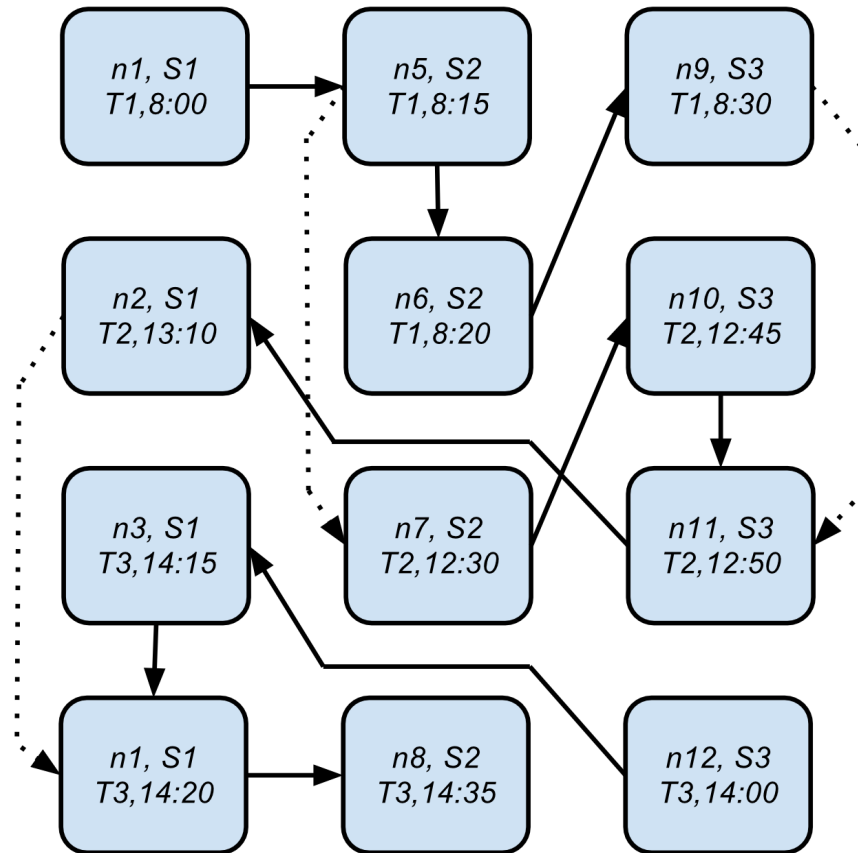 n1, S1
T1,8:00
n5, S2
T1,8:15
n9, S3
T1,8:30
n2, S1
T2,13:10
n6, S2
T1,8:20
n10, S3
T2,12:45
n3, S1
T3,14:15
n7, S2
T2,12:30
n11, S3
T2,12:50
n1, S1
T3,14:20
n8, S2
T3,14:35
n12, S3
T3,14:00